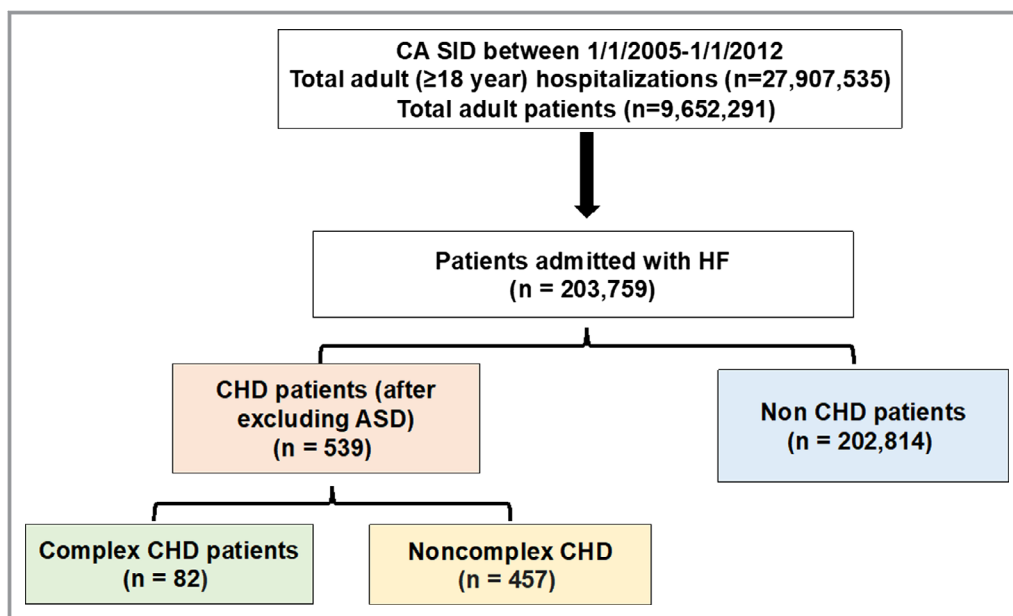 CA SID between 1/1/2005-1/1/2012
Total adult (≥18 year) hospitalizations (n=27,907,535)
Total adult patients (n=9,652,291)
Patients admitted with HF
(n = 203,759)
CHD patients (after
excluding ASD)
(n = 539)
Non CHD patients
(n = 202,814)
Complex CHD patients
(n = 82)
Noncomplex CHD
(n = 457)